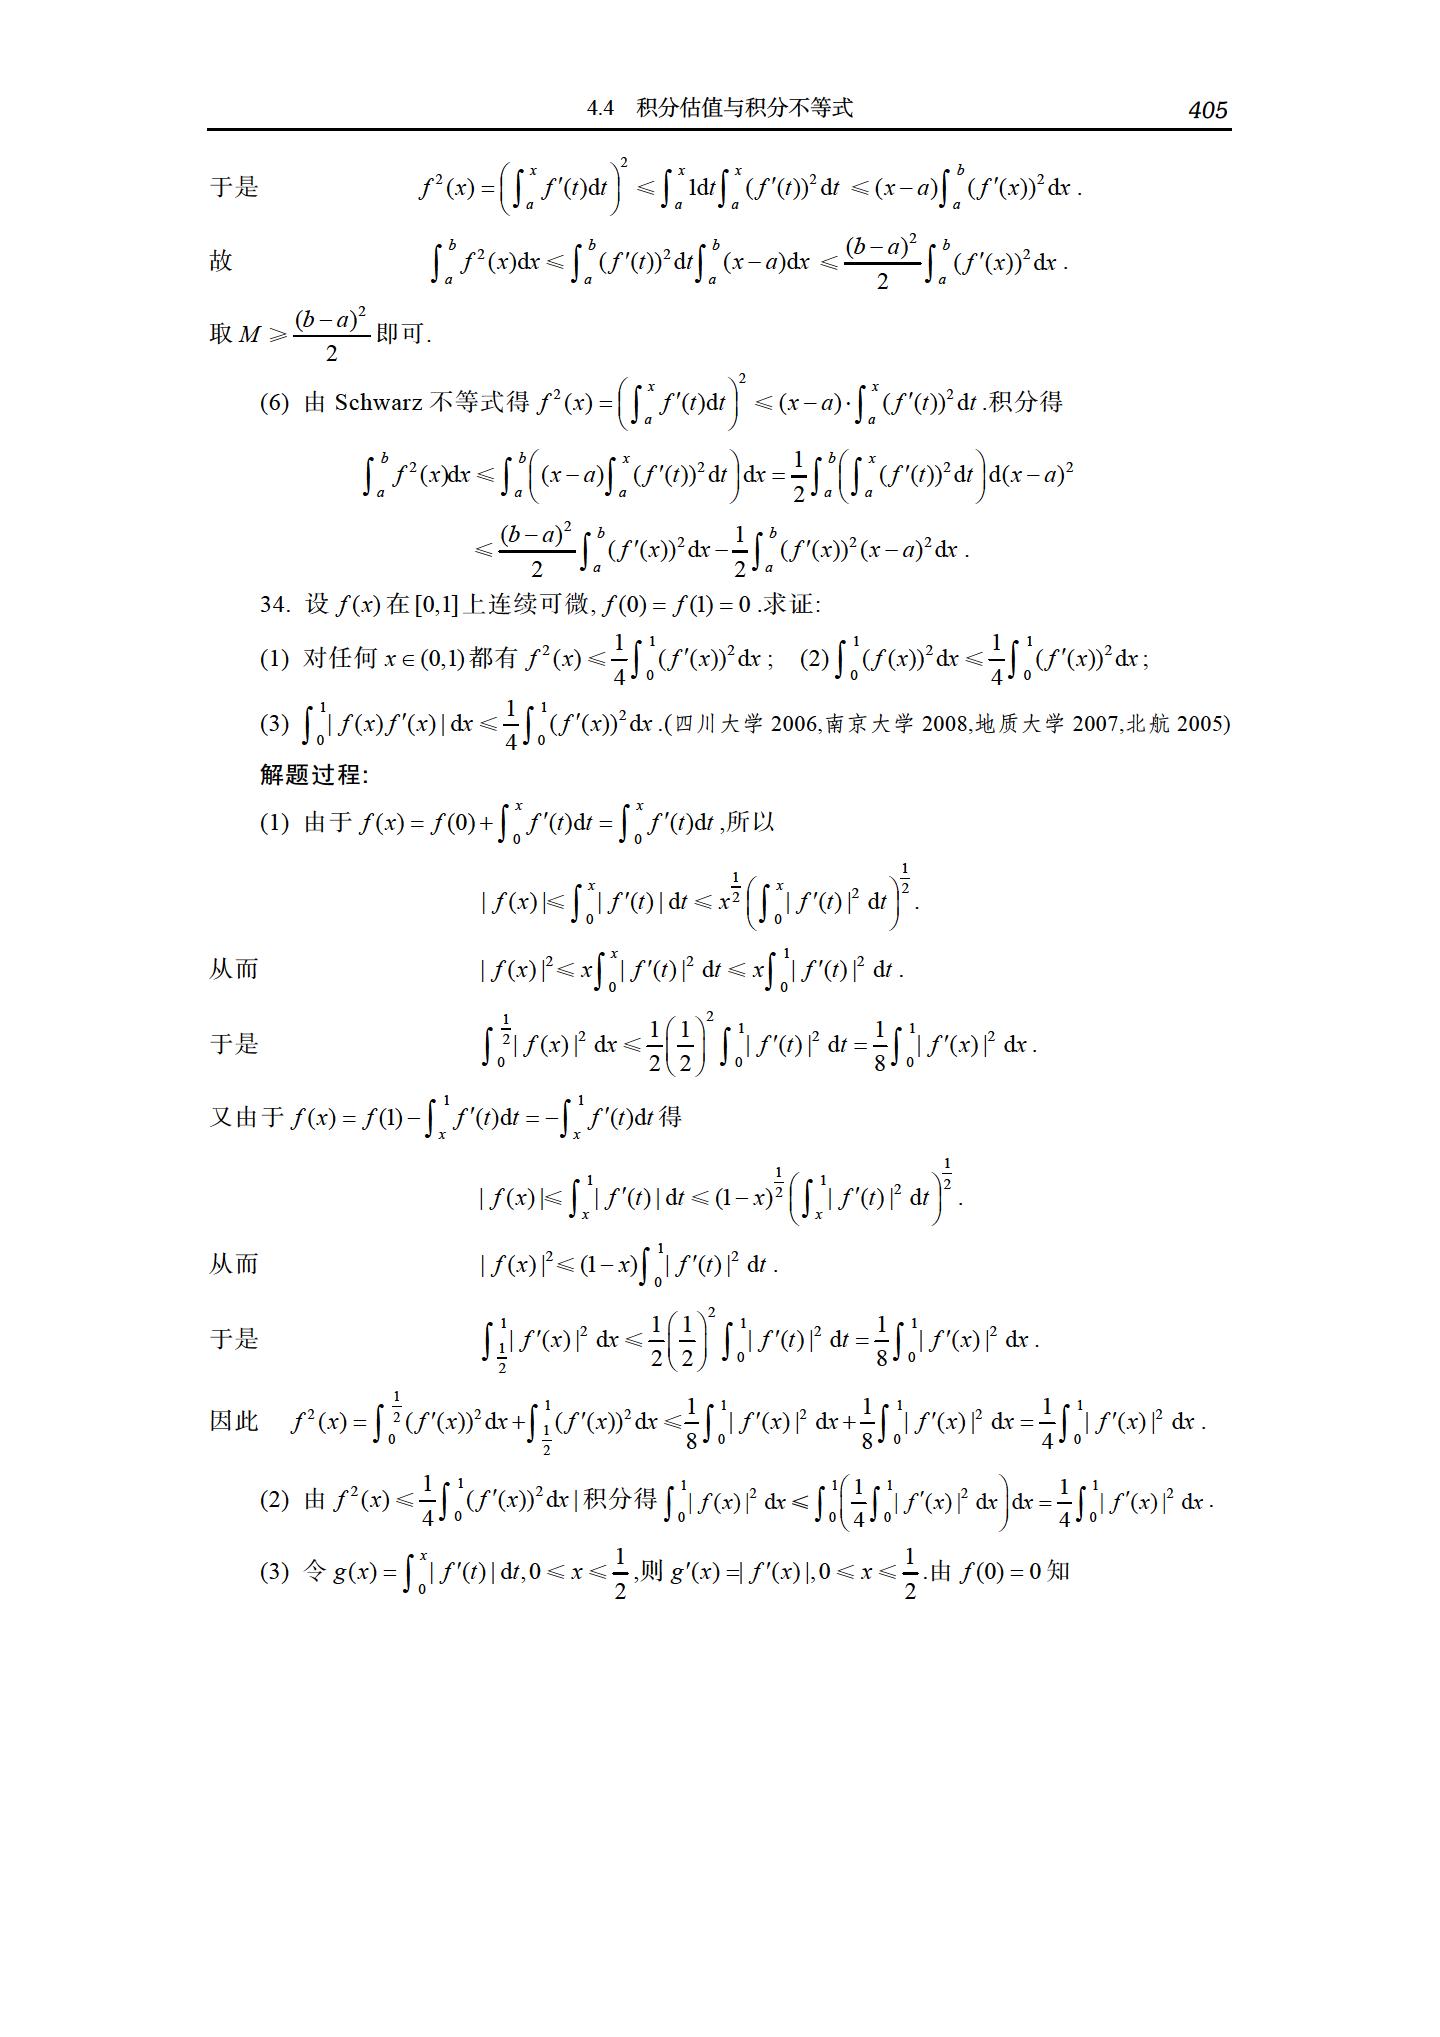 4.4 积分估值与积分不等式 405
于是 $f^2(x)=\left(\int_a^x f'(t)\mathrm{d}t\right)^2\leqslant\int_a^x 1\mathrm{d}t\int_a^x(f'(t))^2\mathrm{d}t\leqslant(x-a)\int_a^b(f'(x))^2\mathrm{d}x$ .
故 $\int_a^b f^2(x)\mathrm{d}x\leqslant\int_a^b(f'(t))^2\mathrm{d}t\int_a^b(x-a)\mathrm{d}x\leqslant\frac{(b-a)^2}{2}\int_a^b(f'(x))^2\mathrm{d}x$ .
取 $M\geqslant\frac{(b-a)^2}{2}$ 即可.
(6) 由 Schwarz 不等式得 $f^2(x)=\left(\int_a^x f'(t)\mathrm{d}t\right)^2\leqslant(x-a)\cdot\int_a^x(f'(t))^2\mathrm{d}t$ .积分得
$\int_a^b f^2(x)\mathrm{d}x\leqslant\int_a^b\left((x-a)\int_a^x(f'(t))^2\mathrm{d}t\right)\mathrm{d}x=\frac{1}{2}\int_a^b\left(\int_a^x(f'(t))^2\mathrm{d}t\right)\mathrm{d}(x-a)^2$
$\leqslant\frac{(b-a)^2}{2}\int_a^b(f'(x))^2\mathrm{d}x-\frac{1}{2}\int_a^b(f'(x))^2(x-a)^2\mathrm{d}x$ .
34. 设 $f(x)$ 在 $[0,1]$ 上连续可微, $f(0)=f(1)=0$ .求证:
(1) 对任何 $x\in(0,1)$ 都有 $f^2(x)\leqslant\frac{1}{4}\int_0^1(f'(x))^2\mathrm{d}x$ ; (2) $\int_0^1(f(x))^2\mathrm{d}x\leqslant\frac{1}{4}\int_0^1(f'(x))^2\mathrm{d}x$ ;
(3) $\int_0^1|f(x)f'(x)|\mathrm{d}x\leqslant\frac{1}{4}\int_0^1(f'(x))^2\mathrm{d}x$ .(四川大学 2006,南京大学 2008,地质大学 2007,北航 2005)
解题过程:
(1) 由于 $f(x)=f(0)+\int_0^x f'(t)\mathrm{d}t=\int_0^x f'(t)\mathrm{d}t$ ,所以
$|f(x)|\leqslant\int_0^x|f'(t)|\mathrm{d}t\leqslant x^{\frac{1}{2}}\left(\int_0^x|f'(t)|^2\mathrm{d}t\right)^{\frac{1}{2}}$.
从而 $|f(x)|^2\leqslant x\int_0^x|f'(t)|^2\mathrm{d}t\leqslant x\int_0^1|f'(t)|^2\mathrm{d}t$ .
于是 $\int_0^{\frac{1}{2}}|f(x)|^2\mathrm{d}x\leqslant\frac{1}{2}\left(\frac{1}{2}\right)^2\int_0^1|f'(t)|^2\mathrm{d}t=\frac{1}{8}\int_0^1|f'(x)|^2\mathrm{d}x$ .
又由于 $f(x)=f(1)-\int_x^1 f'(t)\mathrm{d}t=-\int_x^1 f'(t)\mathrm{d}t$ 得
$|f(x)|\leqslant\int_x^1|f'(t)|\mathrm{d}t\leqslant(1-x)^{\frac{1}{2}}\left(\int_x^1|f'(t)|^2\mathrm{d}t\right)^{\frac{1}{2}}$ .
从而 $|f(x)|^2\leqslant(1-x)\int_0^1|f'(t)|^2\mathrm{d}t$ .
于是 $\int_{\frac{1}{2}}^1|f'(x)|^2\mathrm{d}x\leqslant\frac{1}{2}\left(\frac{1}{2}\right)^2\int_0^1|f'(t)|^2\mathrm{d}t=\frac{1}{8}\int_0^1|f'(x)|^2\mathrm{d}x$ .
因此 $f^2(x)=\int_0^{\frac{1}{2}}(f'(x))^2\mathrm{d}x+\int_{\frac{1}{2}}^1(f'(x))^2\mathrm{d}x\leqslant\frac{1}{8}\int_0^1|f'(x)|^2\mathrm{d}x+\frac{1}{8}\int_0^1|f'(x)|^2\mathrm{d}x=\frac{1}{4}\int_0^1|f'(x)|^2\mathrm{d}x$ .
(2) 由 $f^2(x)\leqslant\frac{1}{4}\int_0^1(f'(x))^2\mathrm{d}x|$ 积分得 $\int_0^1|f(x)|^2\mathrm{d}x\leqslant\int_0^1\left(\frac{1}{4}\int_0^1|f'(x)|^2\mathrm{d}x\right)\mathrm{d}x=\frac{1}{4}\int_0^1|f'(x)|^2\mathrm{d}x$ .
(3) 令 $g(x)=\int_0^x|f'(t)|\mathrm{d}t,0\leqslant x\leqslant\frac{1}{2}$ ,则 $g'(x)=|f'(x)|,0\leqslant x\leqslant\frac{1}{2}$ .由 $f(0)=0$ 知